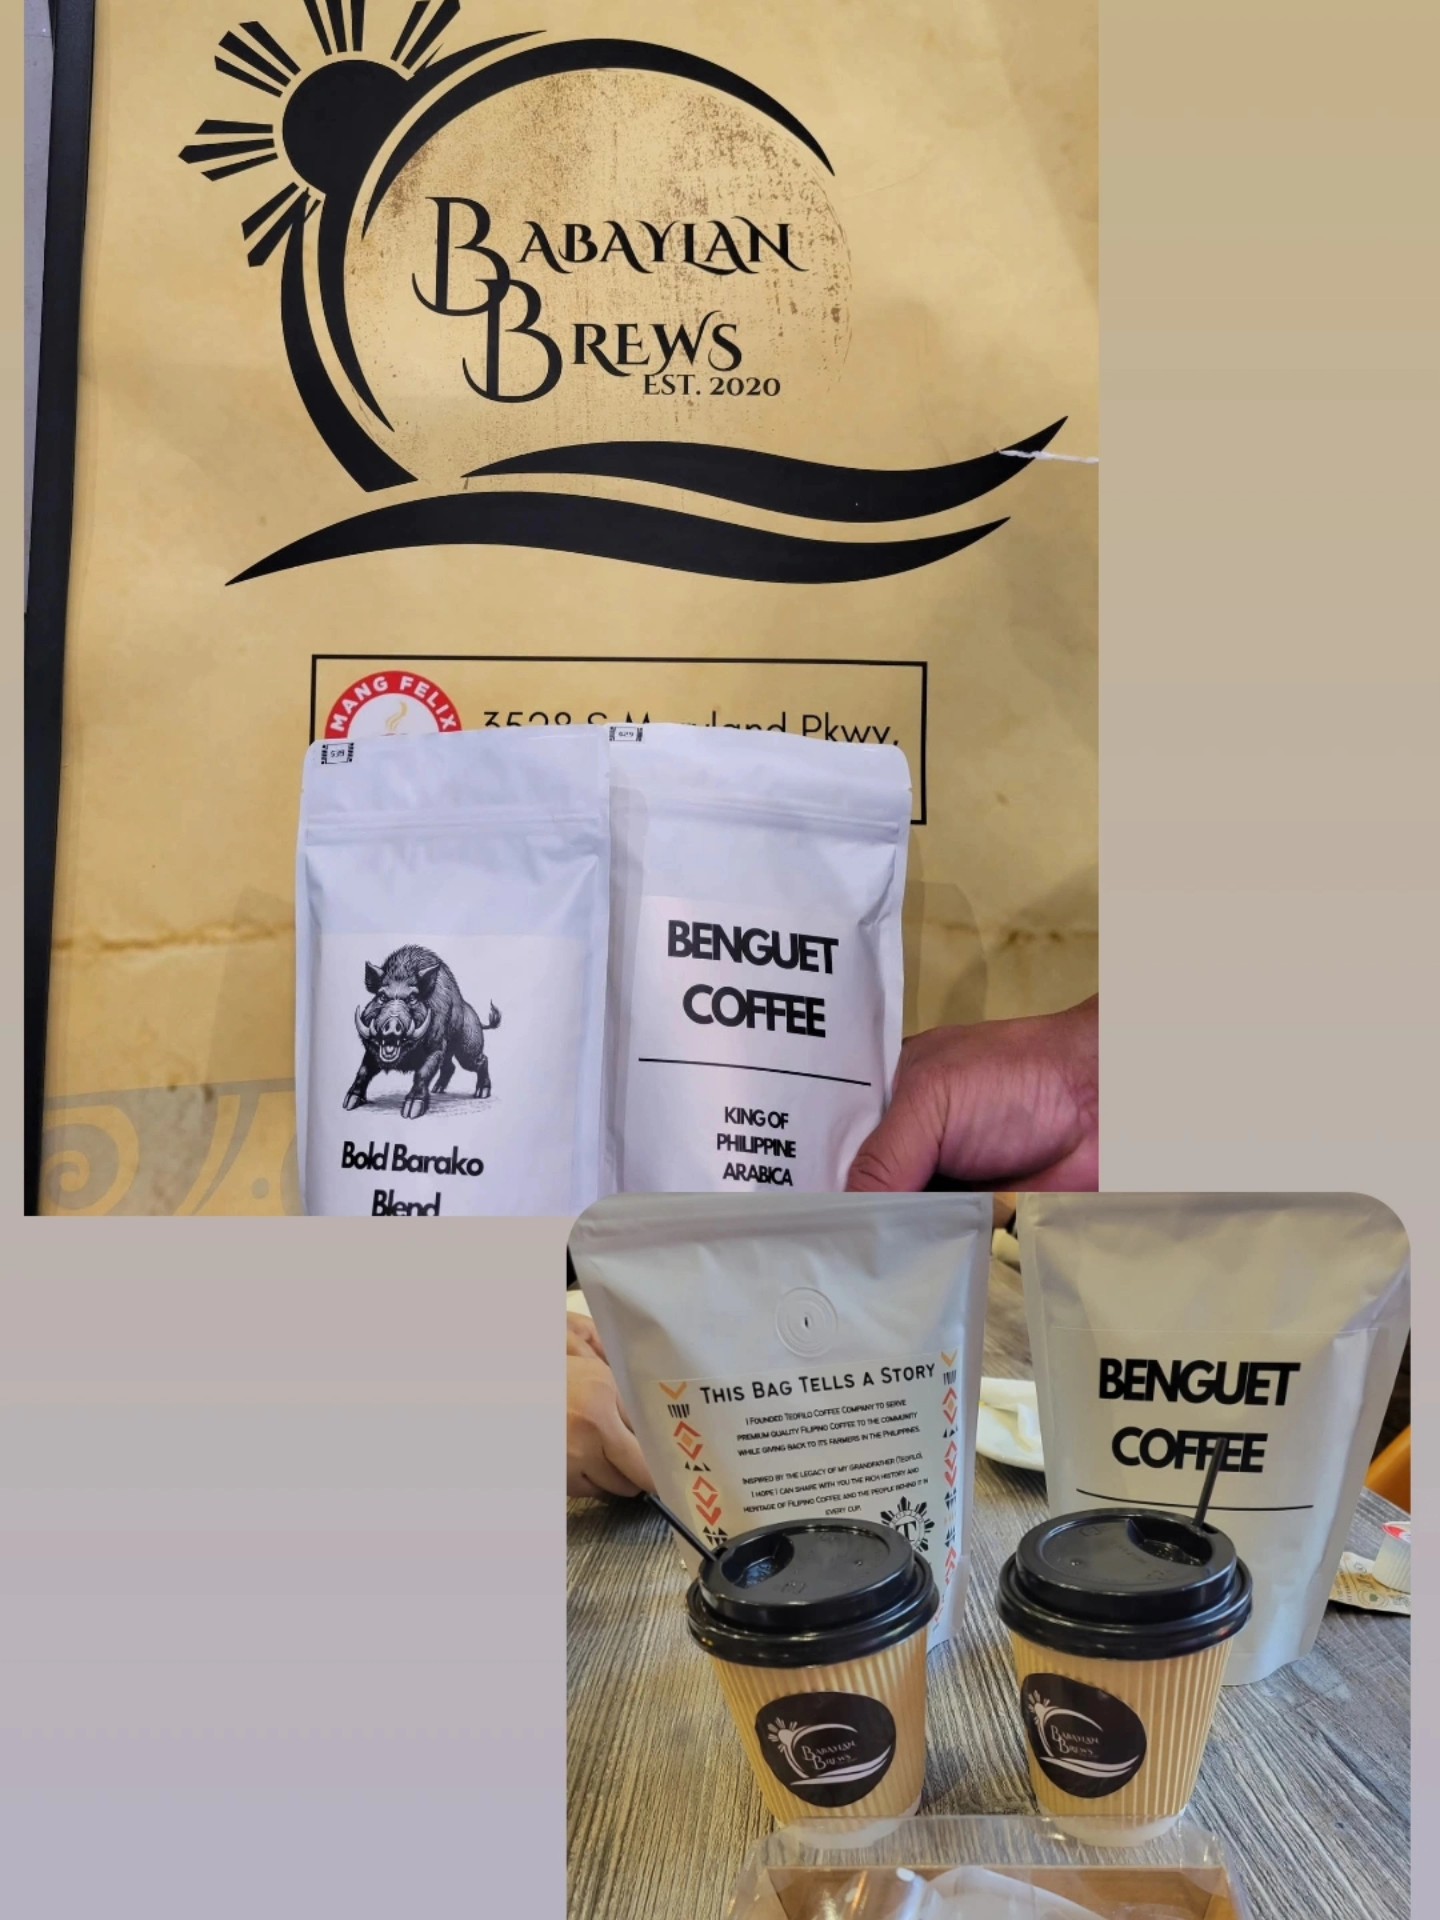 BABAYLAN
BREWS
EST. 2020
MANG FELIX
3528 S Maryland Pkwy,
Bold Barako
Blend
BENGUET
COFFEE
KING OF
PHILIPPINE
ARABICA
THIS BAG TELLS A STORY
I FOUNDED TEOFILO COFFEE COMPANY TO SERVE
PREMIUM QUALITY FILIPINO COFFEE TO THE COMMUNITY
WHILE GIVING BACK TO ITS FARMERS IN THE PHILIPPINES.
INSPIRED BY THE LEGACY OF MY GRANDFATHER (TEOFILO),
I HOPE I CAN SHARE WITH YOU THE RICH HISTORY AND
HERITAGE OF FILIPINO COFFEE AND THE PEOPLE BEHIND IT IN
EVERY CUP.
T
BENGUET
COFFEE
BABAYLAN
BREWS
BABAYLAN
BREWS